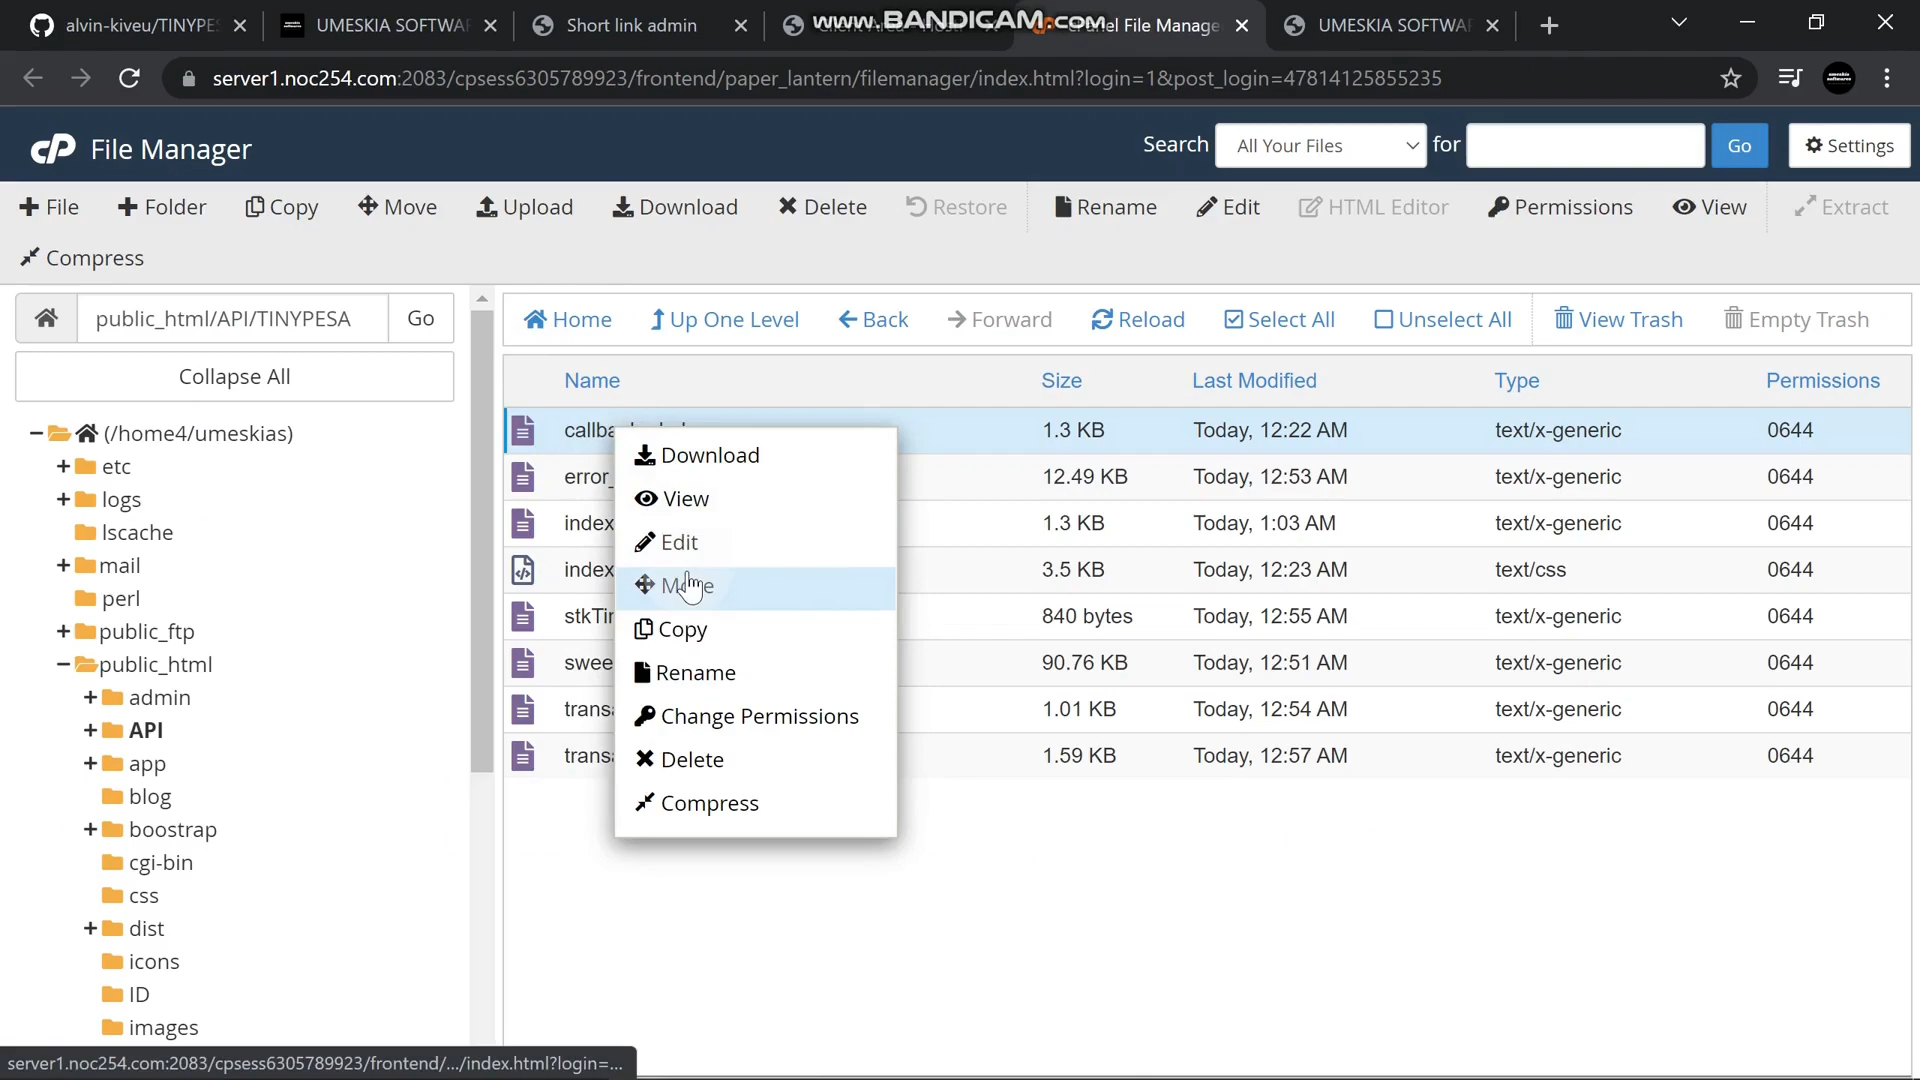 alvin-kiveu/TINYPE
UMESKIA SOFTWAR
Short link admin
www.BANDICAM.com
Panel File Manage
UMESKIA SOFTWA
server1.noc254.com:2083/cpsess6305789923/frontend/paper_lantern/filemanager/index.html?login=1&post_login=47814125855235
cP File Manager
Search All Your Files for Go Settings
File Folder Copy Move Upload Download Delete Restore Rename Edit HTML Editor Permissions View Extract
Compress
public_html/API/TINYPESA Go
Home Up One Level Back Forward Reload Select All Unselect All View Trash Empty Trash
Collapse All
Name Size Last Modified Type Permissions
1.3 KB Today, 12:22 AM text/x-generic 0644
error_ 12.49 KB Today, 12:53 AM text/x-generic 0644
index 1.3 KB Today, 1:03 AM text/x-generic 0644
index 3.5 KB Today, 12:23 AM text/css 0644
stkTin 840 bytes Today, 12:55 AM text/x-generic 0644
swee 90.76 KB Today, 12:51 AM text/x-generic 0644
transa 1.01 KB Today, 12:54 AM text/x-generic 0644
transa 1.59 KB Today, 12:57 AM text/x-generic 0644
Download
View
Edit
Move
Copy
Rename
Change Permissions
Delete
Compress
(/home4/umeskias)
etc
logs
lscache
mail
perl
public_ftp
public_html
admin
API
app
blog
boostrap
cgi-bin
css
dist
icons
ID
images
server1.noc254.com:2083/cpsess6305789923/frontend/.../index.html?login=...